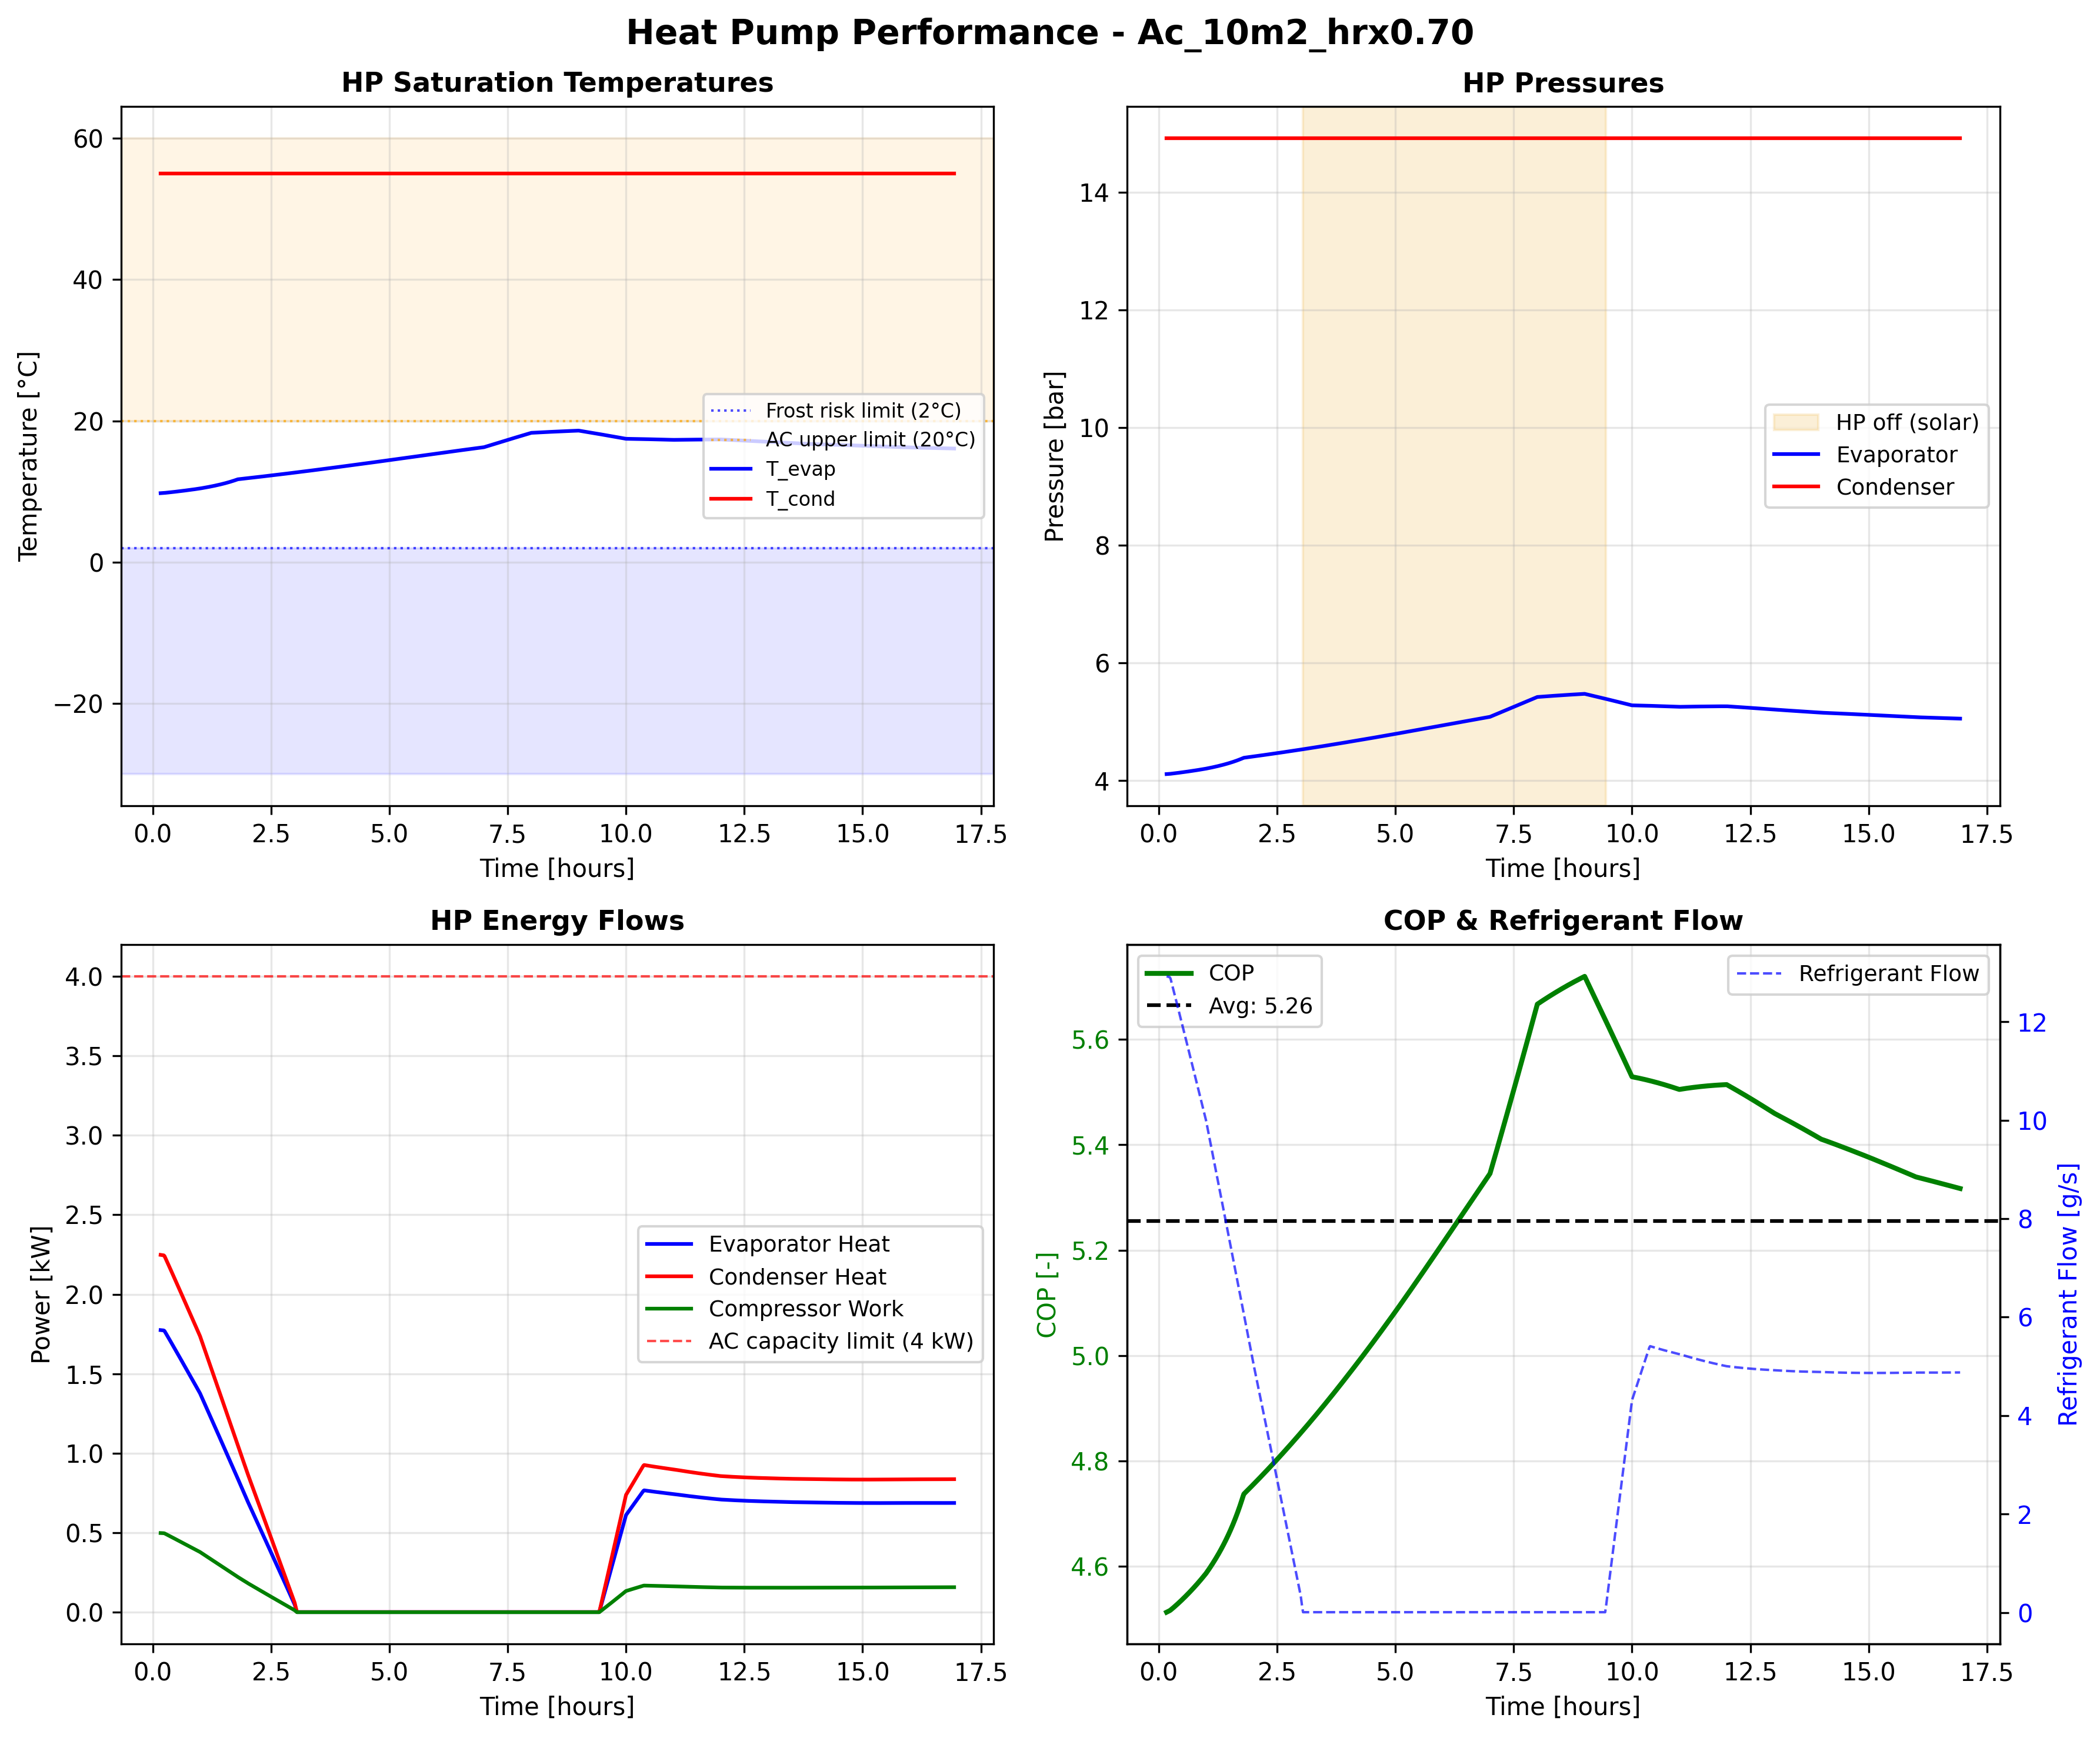 Heat Pump Performance - Ac_10m2_hrx0.70
HP Saturation Temperatures
60
40
20
0
−20
Temperature [°C]
Frost risk limit (2°C)
AC upper limit (20°C)
T_evap
T_cond
0.0 2.5 5.0 7.5 10.0 12.5 15.0 17.5
Time [hours]
HP Pressures
14
12
10
8
6
4
Pressure [bar]
HP off (solar)
Evaporator
Condenser
0.0 2.5 5.0 7.5 10.0 12.5 15.0 17.5
Time [hours]
HP Energy Flows
4.0
3.5
3.0
2.5
2.0
1.5
1.0
0.5
0.0
Power [kW]
Evaporator Heat
Condenser Heat
Compressor Work
AC capacity limit (4 kW)
0.0 2.5 5.0 7.5 10.0 12.5 15.0 17.5
Time [hours]
COP & Refrigerant Flow
COP
Avg: 5.26
Refrigerant Flow
5.6
5.4
5.2
5.0
4.8
4.6
COP [-]
12
10
8
6
4
2
0
Refrigerant Flow [g/s]
0.0 2.5 5.0 7.5 10.0 12.5 15.0 17.5
Time [hours]